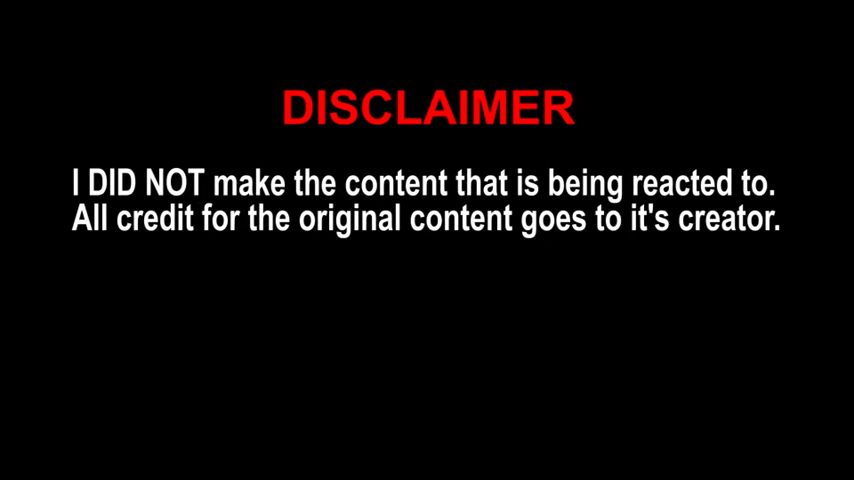 DISCLAIMER
I DID NOT make the content that is being reacted to.
All credit for the original content goes to it's creator.